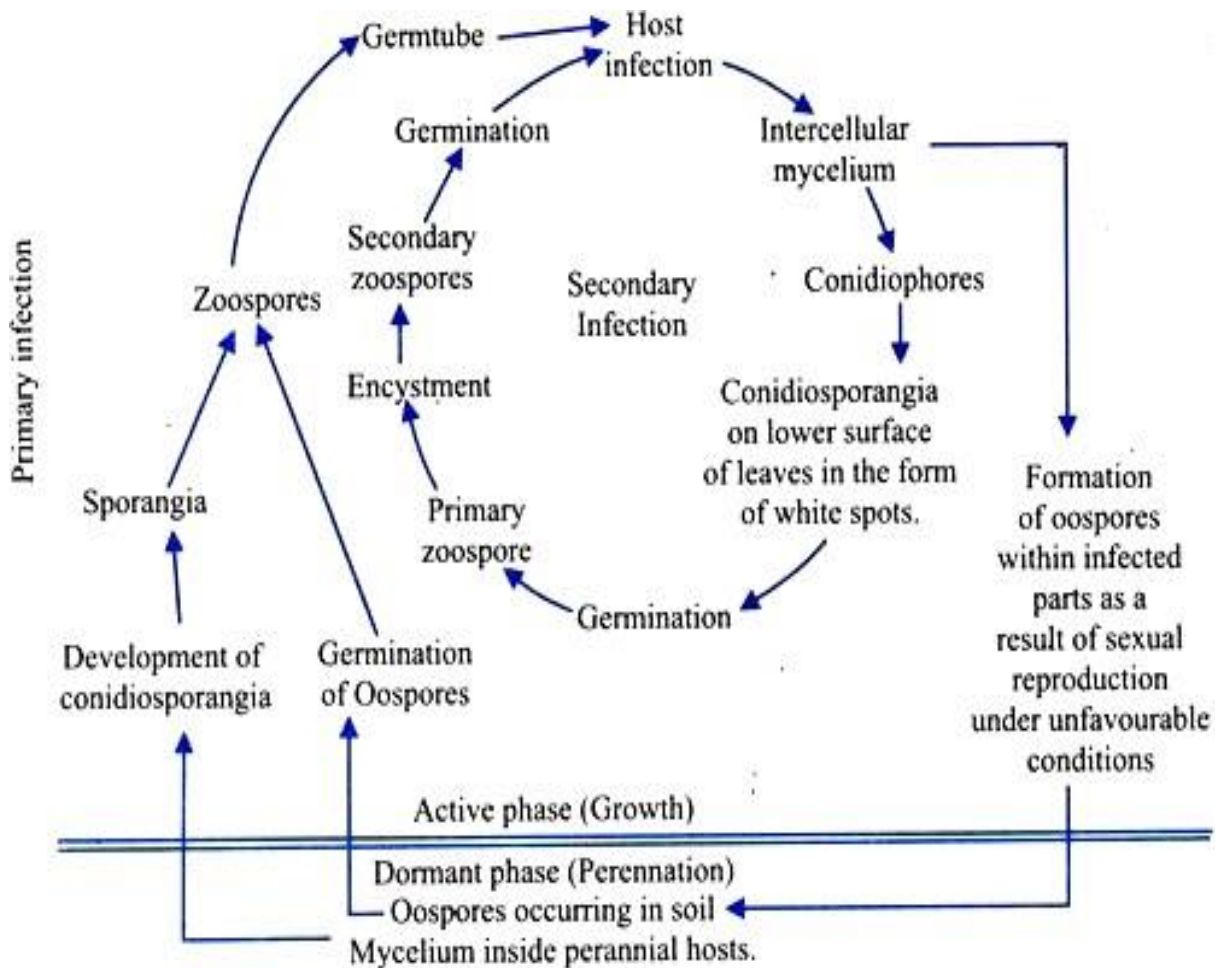 Germtube
Host
infection
Germination
Intercellular
mycelium
Secondary
zoospores
Secondary
Infection
Conidiophores
Zoospores
Primary infection
Encystment
Conidiosporangia
on lower surface
of leaves in the form
of white spots.
Sporangia
Primary
zoospore
Formation
of oospores
within infected
parts as a
result of sexual
reproduction
under unfavourable
conditions
Germination
Development of
conidiosporangia
Germination
of Oospores
Active phase (Growth)
Dormant phase (Perennation)
Oospores occurring in soil
Mycelium inside perannial hosts.